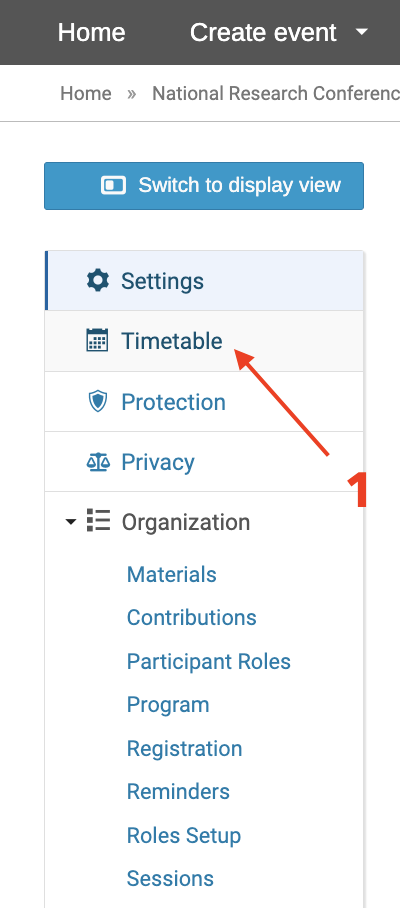 Home Create event
Home » National Research Conferenc
Switch to display view
Settings
Timetable
Protection
Privacy
1
Organization
Materials
Contributions
Participant Roles
Program
Registration
Reminders
Roles Setup
Sessions